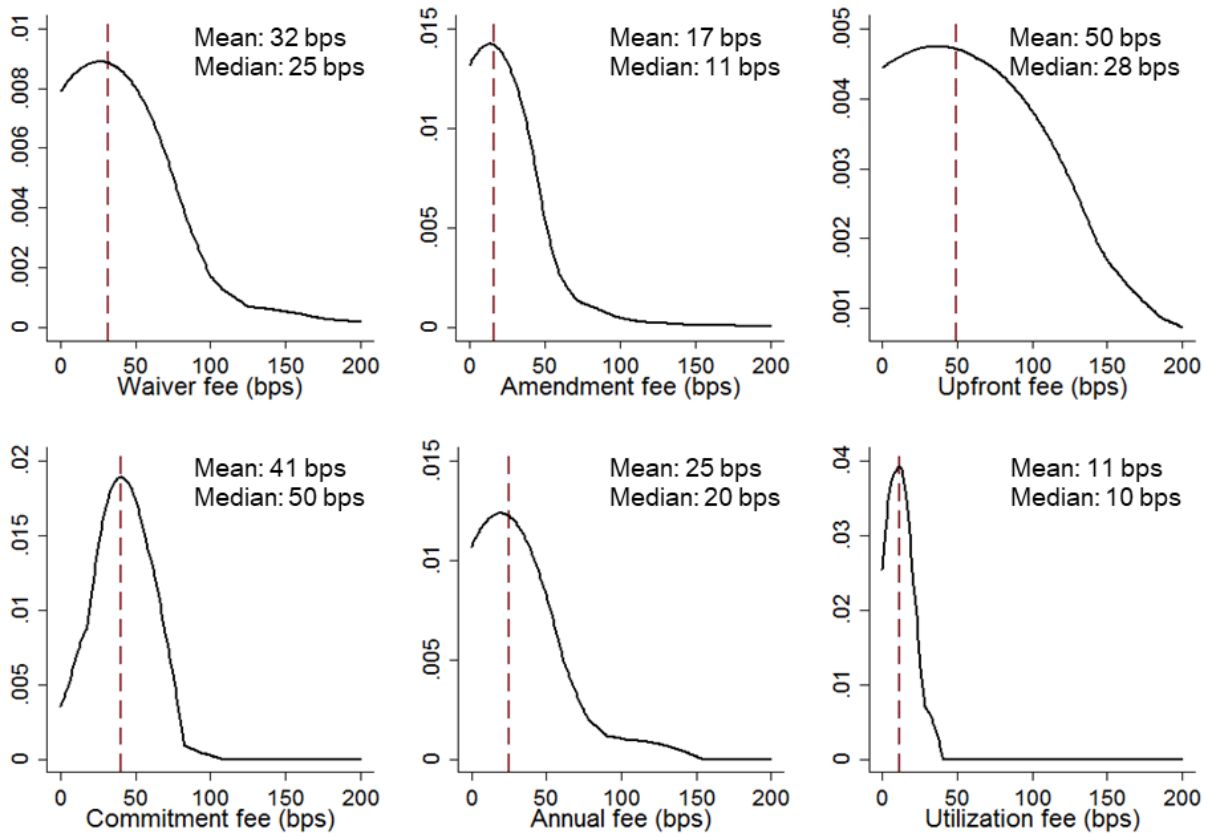 .01
.008
.006
.004
.002
0
Mean: 32 bps
Median: 25 bps
0 50 100 150 200
Waiver fee (bps)
.015
.01
.005
0
Mean: 17 bps
Median: 11 bps
0 50 100 150 200
Amendment fee (bps)
.005
.004
.003
.002
.001
Mean: 50 bps
Median: 28 bps
0 50 100 150 200
Upfront fee (bps)
.02
.015
.01
.005
0
Mean: 41 bps
Median: 50 bps
0 50 100 150 200
Commitment fee (bps)
.015
.01
.005
0
Mean: 25 bps
Median: 20 bps
0 50 100 150 200
Annual fee (bps)
.04
.03
.02
.01
0
Mean: 11 bps
Median: 10 bps
0 50 100 150 200
Utilization fee (bps)